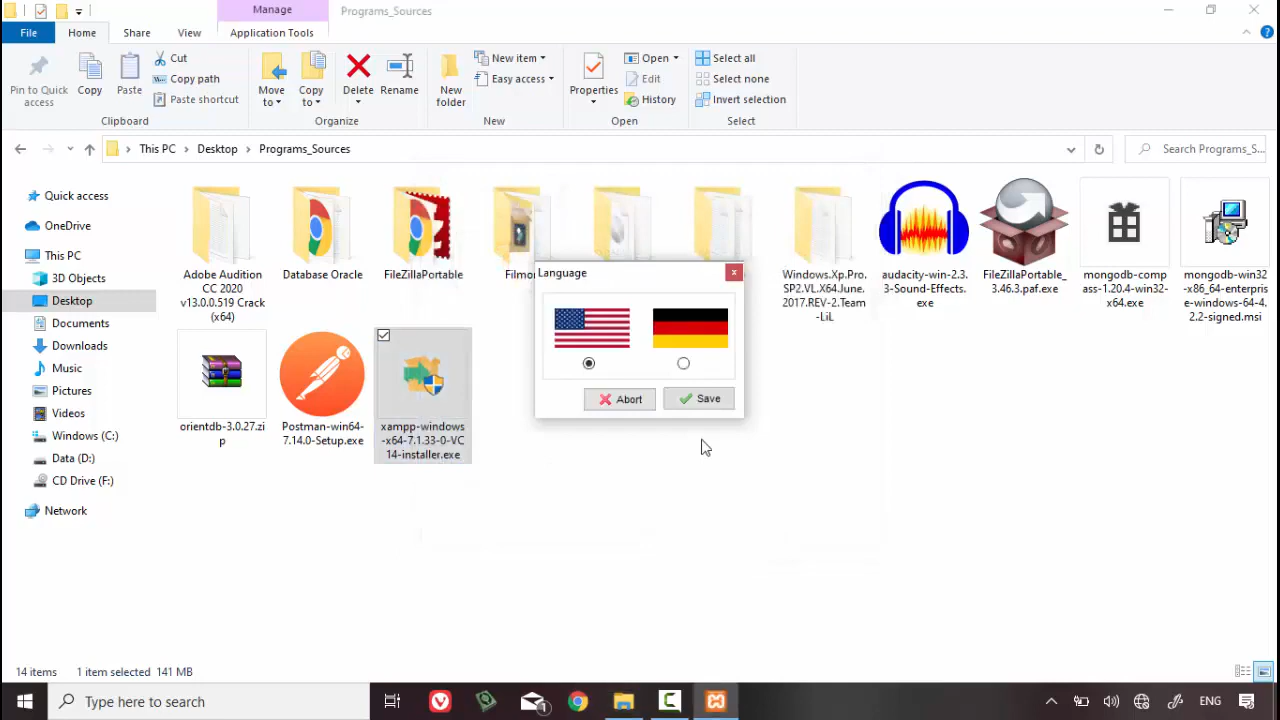 Manage
Programs_Sources
File
Home
Share
View
Application Tools
Pin to Quick
access
Copy
Paste
Cut
Copy path
Paste shortcut
Clipboard
Move
to
Copy
to
Delete
Rename
Organize
New
folder
New item
Easy access
New
Properties
Open
Edit
History
Open
Select all
Select none
Invert selection
Select
This PC
Desktop
Programs_Sources
Search Programs_S...
Quick access
OneDrive
This PC
3D Objects
Desktop
Documents
Downloads
Music
Pictures
Videos
Windows (C:)
Data (D:)
CD Drive (F:)
Network
Adobe Audition
CC 2020
v13.0.0.519 Crack
(x64)
Database Oracle
FileZillaPortable
Filmor
Windows.Xp.Pro.
SP2.VL.X64.June.
2017.REV-2.Team
-LiL
audacity-win-2.3.
3-Sound-Effects.
exe
FileZillaPortable_
3.46.3.paf.exe
mongodb-comp
ass-1.20.4-win32-
x64.exe
mongodb-win32
-x86_64-enterpris
e-windows-64-4.
2.2-signed.msi
orientdb-3.0.27.zi
p
Postman-win64-
7.14.0-Setup.exe
xampp-windows
-x64-7.1.33-0-VC
14-installer.exe
Language
Abort
Save
14 items
1 item selected
141 MB
Type here to search
1
ENG